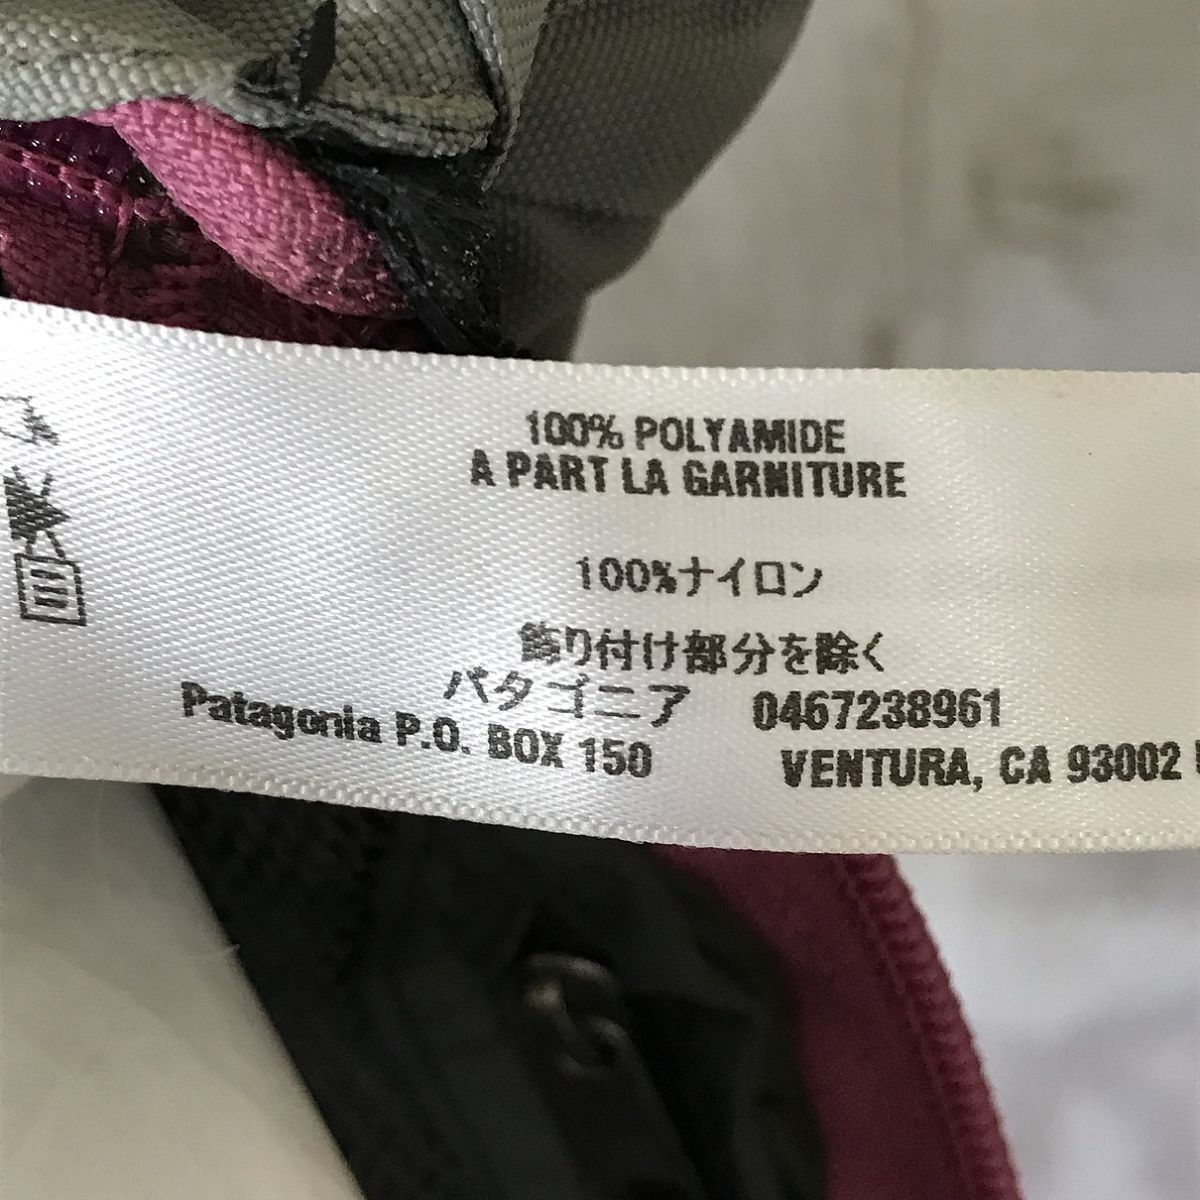 100% POLYAMIDE
A PART LA GARNITURE
100%ナイロン
飾り付け部分を除く
パタゴニア 0467238961
Patagonia P.O. BOX 150 VENTURA, CA 93002